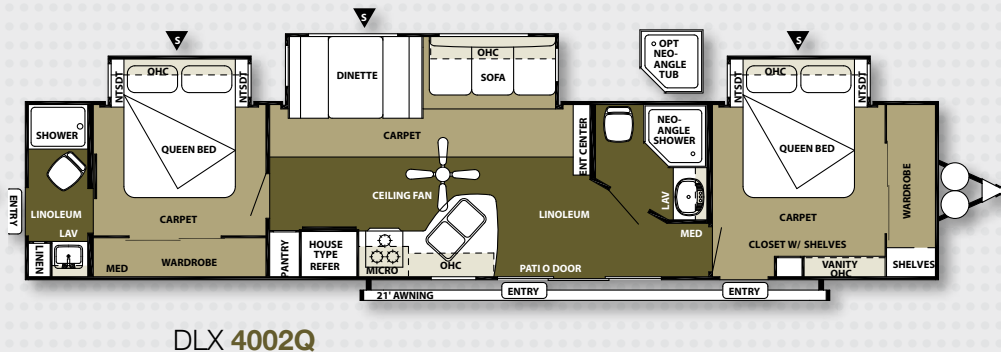 S
S
S
OHC
NTSDT
NTSDT
QUEEN BED
SHOWER
ENTRY
LINOLEUM
LAV
LINEN
MED
CARPET
WARDROBE
DINETTE
OHC
SOFA
CARPET
ENT CENTER
CEILING FAN
LINOLEUM
PANTRY
HOUSE
TYPE
REFER
MICRO
OHC
PATIO DOOR
21' AWNING
ENTRY
ENTRY
OPT
NEO-
ANGLE
TUB
NEO-
ANGLE
SHOWER
LAV
MED
OHC
NTSDT
NTSDT
QUEEN BED
CARPET
WARDROBE
CLOSET W/ SHELVES
VANITY
OHC
SHELVES
DLX 4002Q